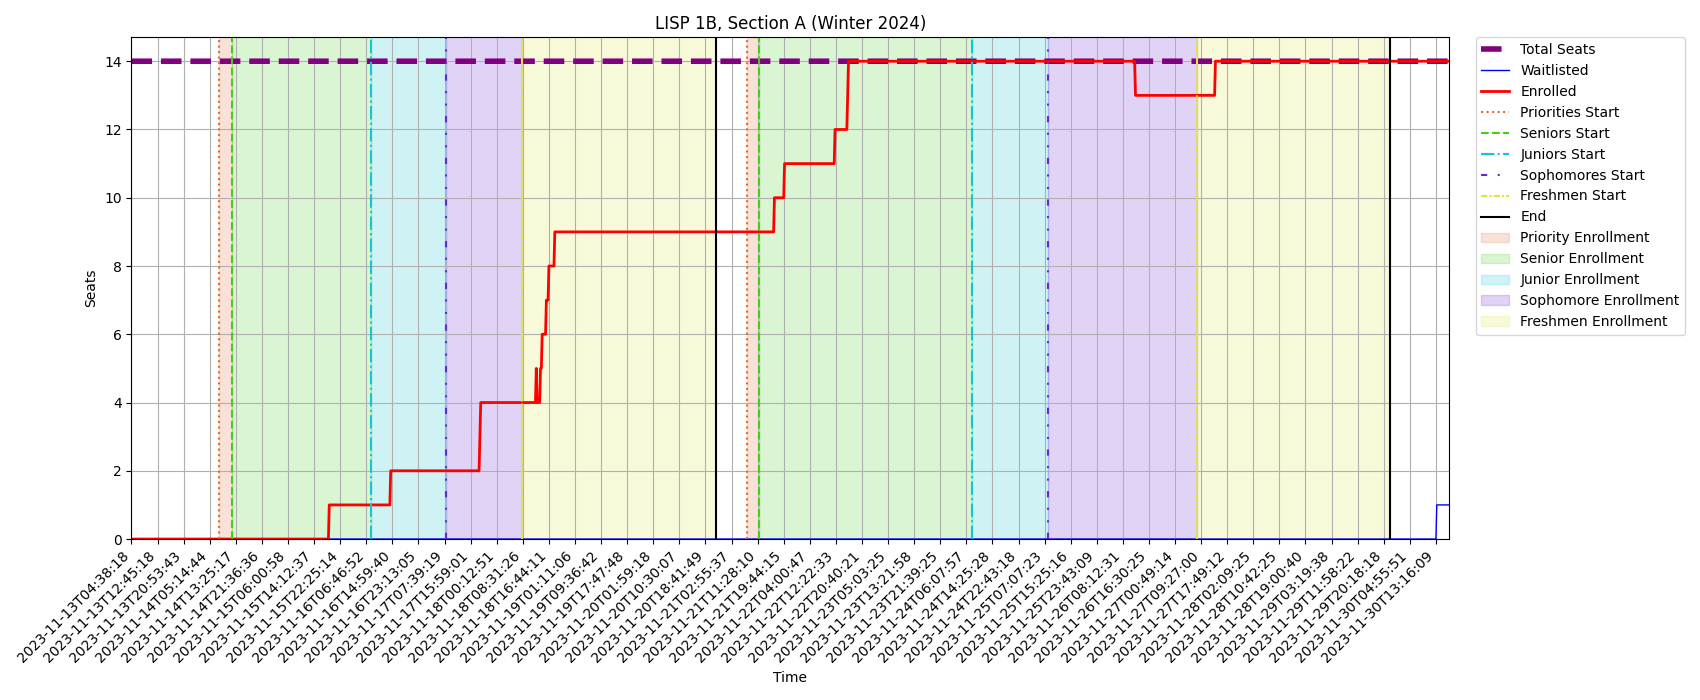 LISP 1B, Section A (Winter 2024)
Seats
14
12
10
8
6
4
2
0
2023-11-13T04:38:18
2023-11-13T12:45:18
2023-11-13T20:53:43
2023-11-14T05:14:44
2023-11-14T13:25:17
2023-11-14T21:36:36
2023-11-15T06:00:58
2023-11-15T14:12:37
2023-11-15T22:25:14
2023-11-16T06:46:52
2023-11-16T14:59:40
2023-11-16T23:13:05
2023-11-17T07:39:19
2023-11-17T15:59:01
2023-11-18T00:12:51
2023-11-18T08:31:26
2023-11-18T16:44:11
2023-11-19T01:11:06
2023-11-19T09:36:42
2023-11-19T17:47:48
2023-11-20T01:59:18
2023-11-20T10:30:07
2023-11-20T18:41:49
2023-11-21T02:55:37
2023-11-21T11:28:10
2023-11-21T19:44:15
2023-11-22T04:00:47
2023-11-22T12:22:33
2023-11-22T20:40:21
2023-11-23T05:03:25
2023-11-23T13:21:58
2023-11-23T21:39:25
2023-11-24T06:07:57
2023-11-24T14:25:28
2023-11-24T22:43:18
2023-11-25T07:07:23
2023-11-25T15:25:16
2023-11-25T23:43:09
2023-11-26T08:12:31
2023-11-26T16:30:25
2023-11-27T00:49:14
2023-11-27T09:27:00
2023-11-27T17:49:12
2023-11-28T02:09:25
2023-11-28T10:42:25
2023-11-28T19:00:40
2023-11-29T03:19:38
2023-11-29T11:58:22
2023-11-29T20:18:18
2023-11-30T04:55:51
2023-11-30T13:16:09
Time
Total Seats
Waitlisted
Enrolled
Priorities Start
Seniors Start
Juniors Start
Sophomores Start
Freshmen Start
End
Priority Enrollment
Senior Enrollment
Junior Enrollment
Sophomore Enrollment
Freshmen Enrollment